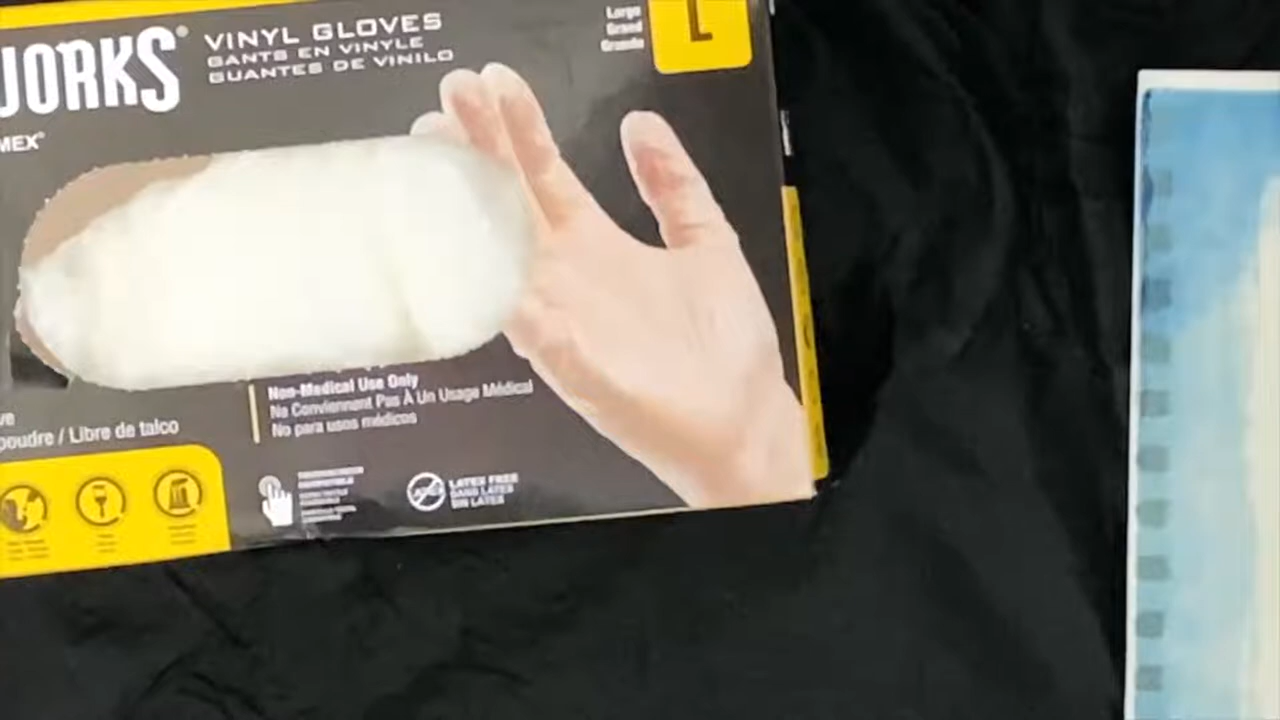 JORKS®
VINYL GLOVES
GANTS EN VINYLE
GUANTES DE VINILO
Large
Grand
Grande
L
MEX®
Non-Medical Use Only
Ne Conviennent Pas À Un Usage Médical
No para usos médicos
ve
poudre / Libre de talco
LATEX FREE
SANS LATEX
SIN LATEX